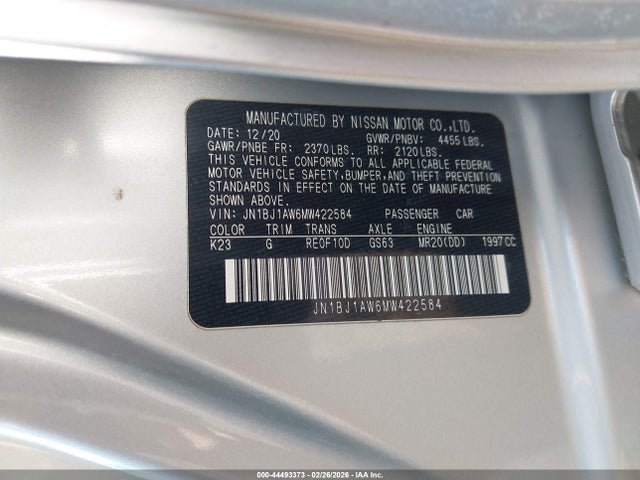 MANUFACTURED BY NISSAN MOTOR CO.,LTD.
DATE: 12/20 GVWR/PNBV: 4455 LBS.
GAWR/PNBE FR: 2370 LBS. RR: 2120 LBS.
THIS VEHICLE CONFORMS TO ALL APPLICABLE FEDERAL
MOTOR VEHICLE SAFETY, BUMPER, AND THEFT PREVENTION
STANDARDS IN EFFECT ON THE DATE OF MANUFACTURE
SHOWN ABOVE.
VIN: JN1BJ1AW6MW422584 PASSENGER CAR
COLOR TRIM TRANS AXLE ENGINE
K23 G RE0F10D GS63 MR20(DD) 1997CC
JN1BJ1AW6MW422584
000-44493373 - 02/26/2026 - IAA Inc.